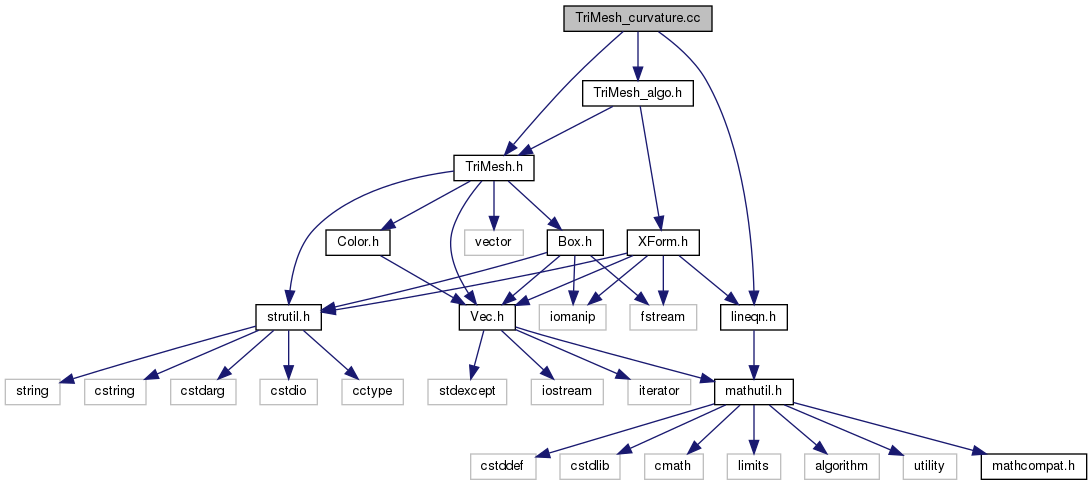 TriMesh_curvature.cc
TriMesh_algo.h
TriMesh.h
Color.h
vector
Box.h
XForm.h
strutil.h
Vec.h
iomanip
fstream
lineqn.h
string
cstring
cstdarg
cstdio
cctype
stdexcept
iostream
iterator
mathutil.h
cstddef
cstdlib
cmath
limits
algorithm
utility
mathcompat.h